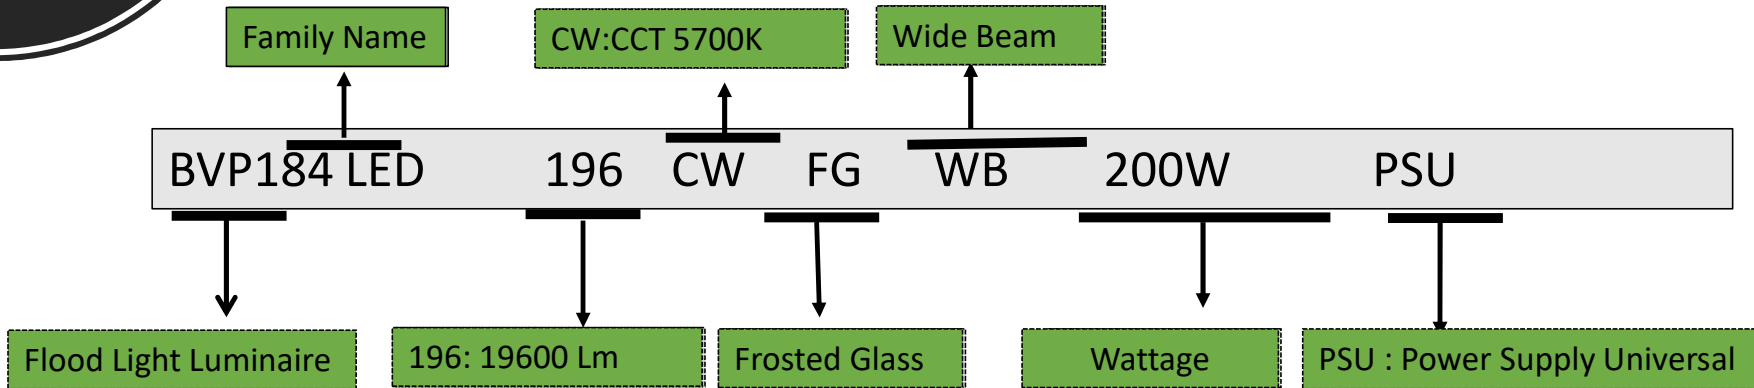 Family Name
CW:CCT 5700K
Wide Beam
BVP184 LED 196 CW FG WB 200W PSU
Flood Light Luminaire
196: 19600 Lm
Frosted Glass
Wattage
PSU : Power Supply Universal